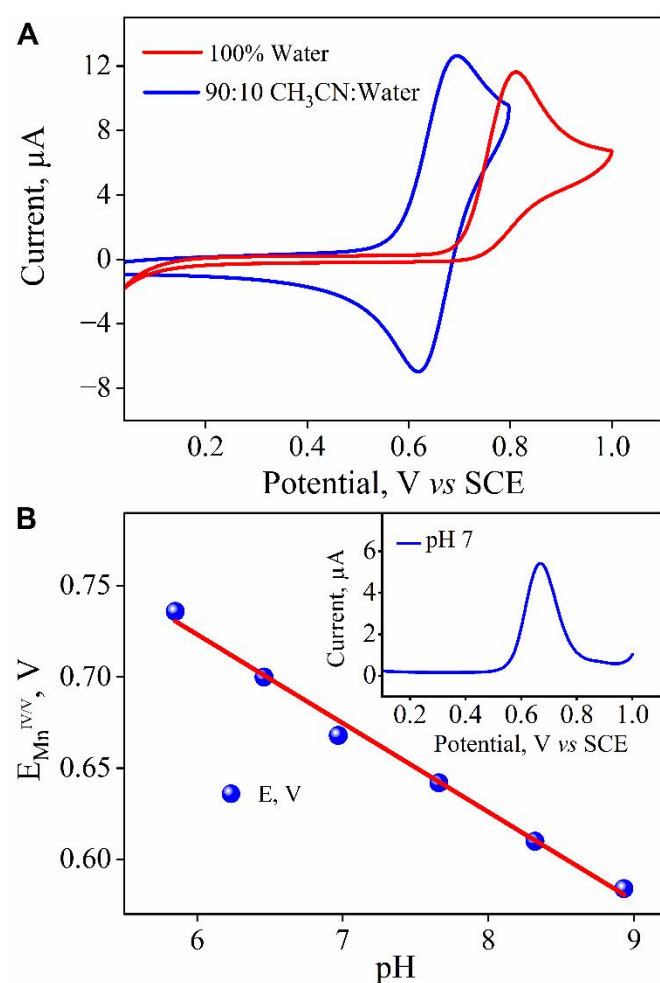 A
100% Water
90:10 CH₃CN:Water
12
8
4
0
−4
−8
Current, μA
0.2 0.4 0.6 0.8 1.0
Potential, V vs SCE
B
0.75
0.70
0.65
0.60
E_Mn^IV/V, V
E, V
6 7 8 9
pH
pH 7
6
4
2
0
Current, μA
0.2 0.4 0.6 0.8 1.0
Potential, V vs SCE